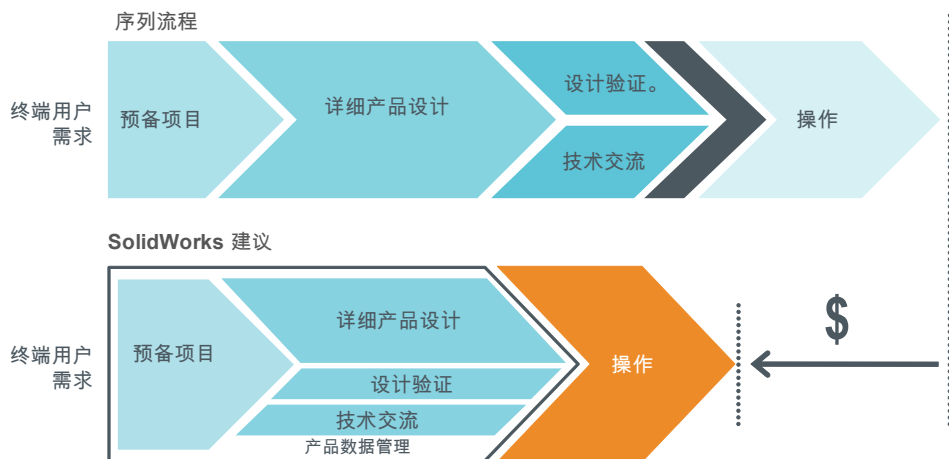 序列流程
终端用户
需求
预备项目
详细产品设计
设计验证。
技术交流
操作
SolidWorks 建议
终端用户
需求
预备项目
详细产品设计
设计验证
技术交流
产品数据管理
操作
$